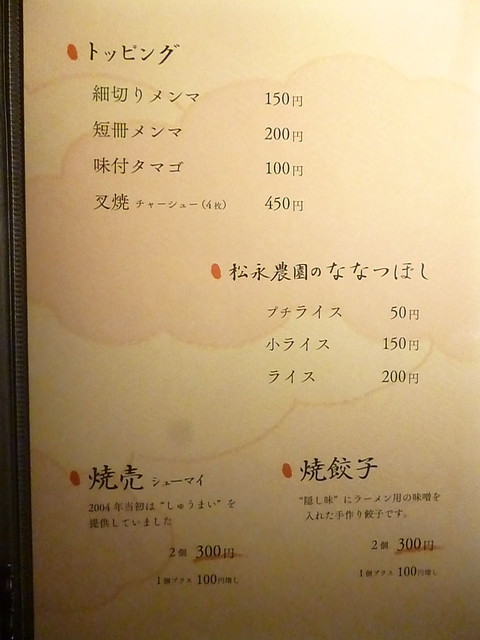 トッピング
細切りメンマ 150円
短冊メンマ 200円
味付タマゴ 100円
叉焼 チャーシュー(4枚) 450円
松永農園のななつぼし
プチライス 50円
小ライス 150円
ライス 200円
焼売 シューマイ
2004年当初は"しゅうまい"を
提供していました
2個 300円
1個プラス 100円増し
焼餃子
"隠し味"にラーメン用の味噌を
入れた手作り餃子です。
2個 300円
1個プラス 100円増し